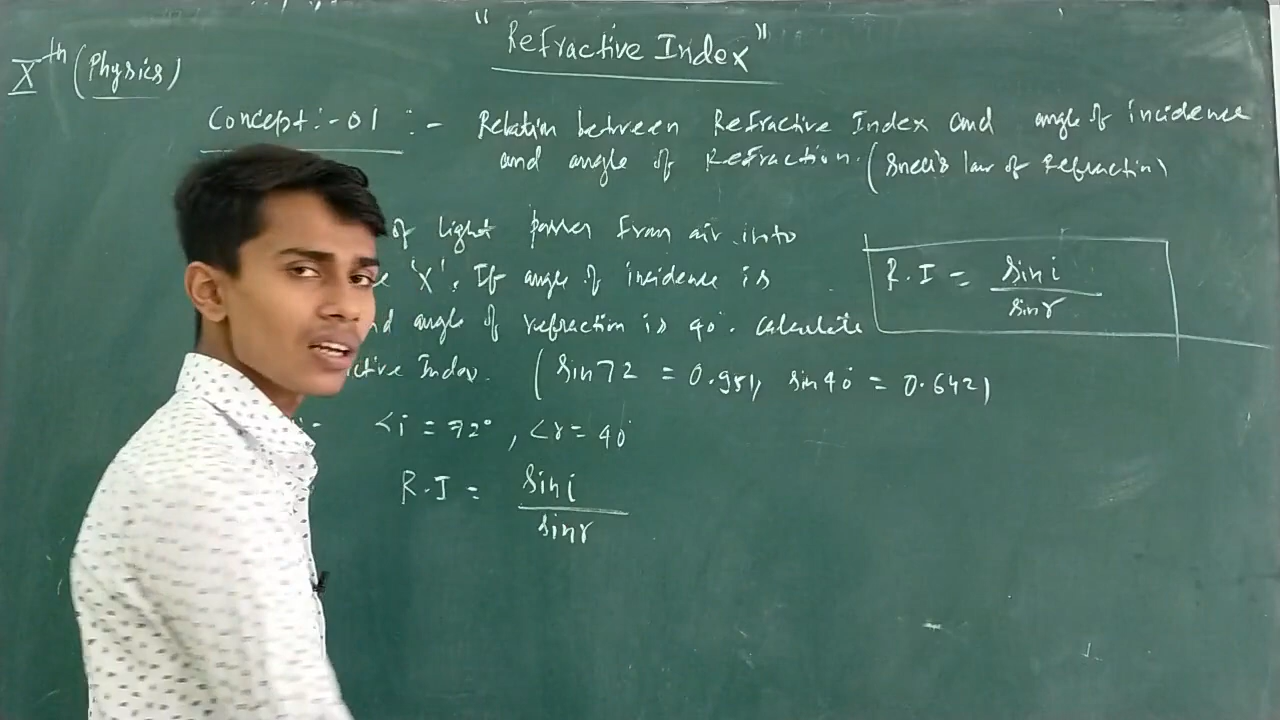 "Refractive Index"
Xth (Physics)
Concept:-01 :- Relation between Refractive Index and angle of incidence
and angle of Refraction. (Snell's law of Refraction)
of light passes from air into
'X'. If angle of incidence is
angle of refraction is 40°. Calculate
Index. (sin72 = 0.951, sin40° = 0.642)
R.I = sin i
sin r
<i = 72°, <r = 40°
R.I = sin i
sin r